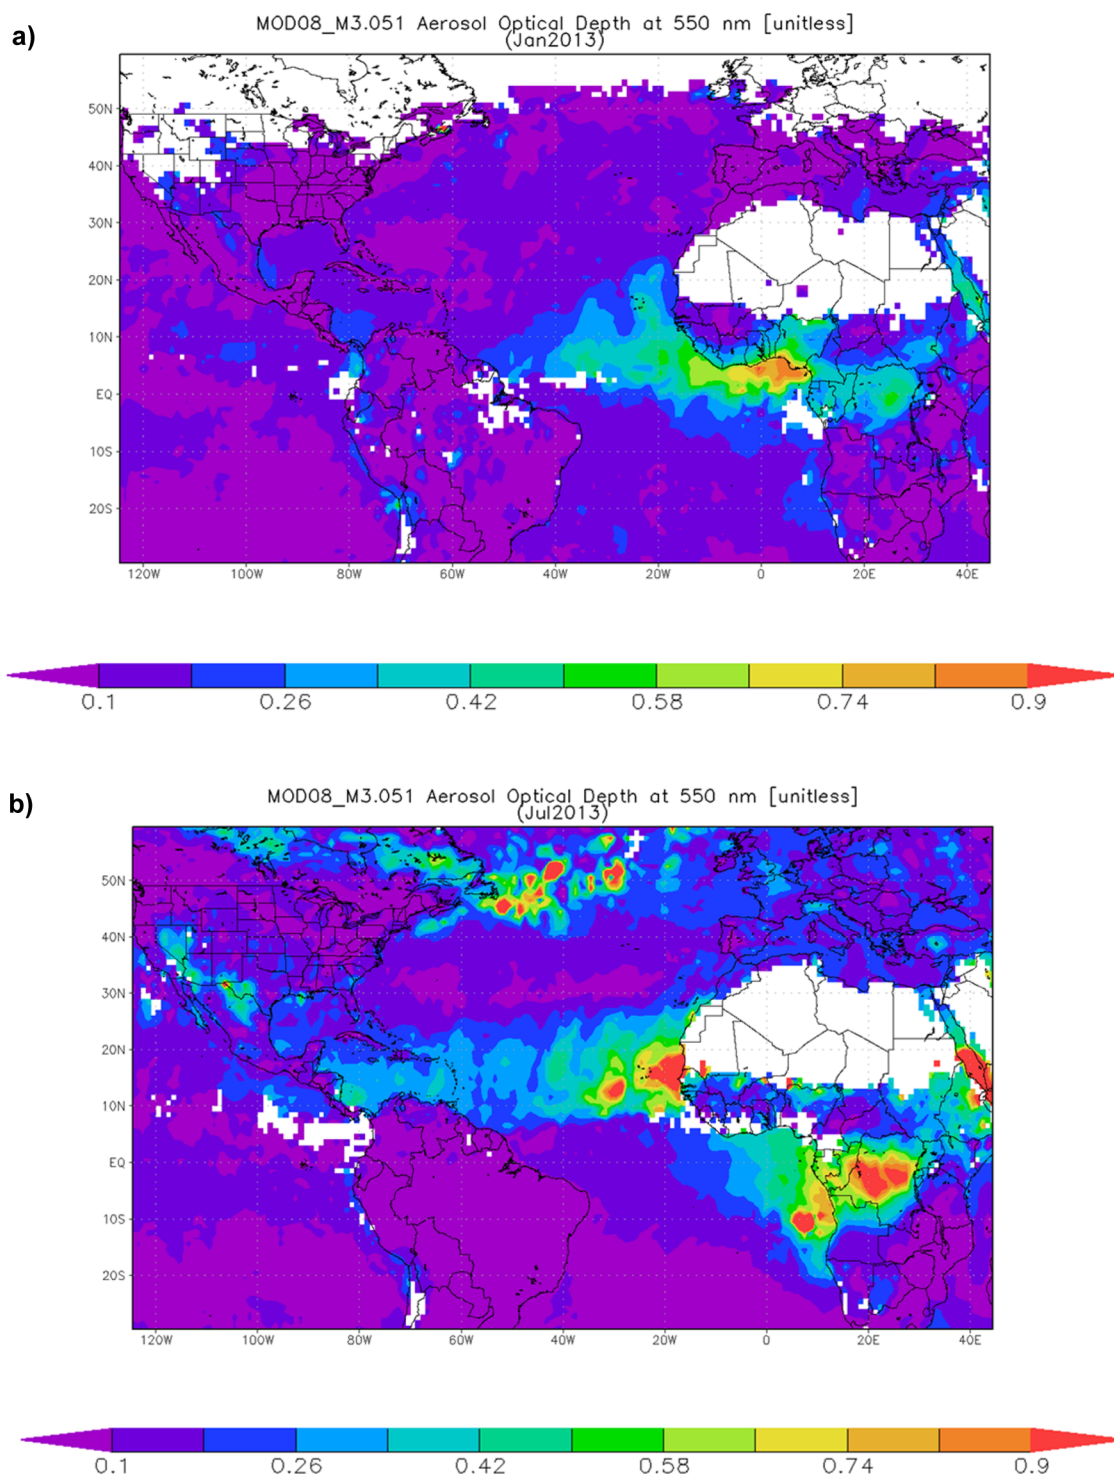 a)
MOD08_M3.051 Aerosol Optical Depth at 550 nm [unitless]
(Jan2013)
50N
40N
30N
20N
10N
EQ
10S
20S
120W 100W 80W 60W 40W 20W 0 20E 40E
0.1 0.26 0.42 0.58 0.74 0.9
b)
MOD08_M3.051 Aerosol Optical Depth at 550 nm [unitless]
(Jul2013)
50N
40N
30N
20N
10N
EQ
10S
20S
120W 100W 80W 60W 40W 20W 0 20E 40E
0.1 0.26 0.42 0.58 0.74 0.9